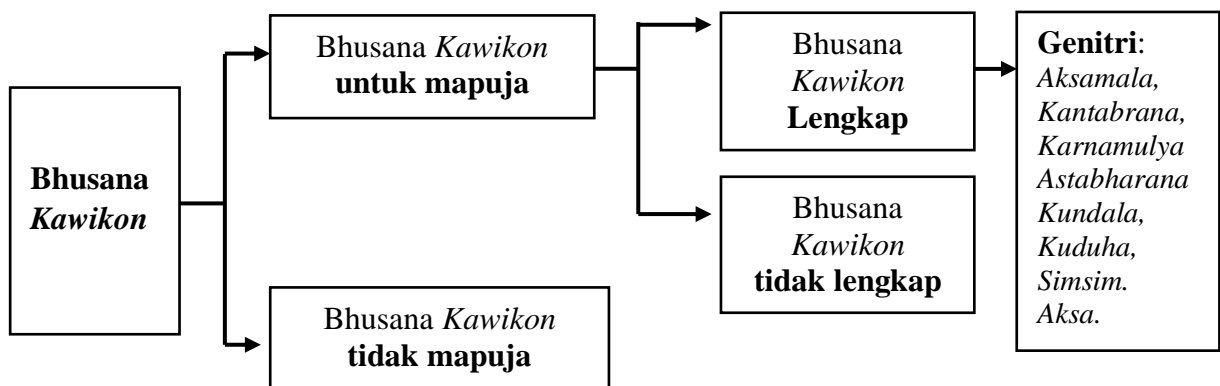 Bhusana
Kawikon
Bhusana Kawikon
untuk mapuja
Bhusana Kawikon
tidak mapuja
Bhusana
Kawikon
Lengkap
Bhusana
Kawikon
tidak lengkap
Genitri:
Aksamala,
Kantabrana,
Karnamulya
Astabharana
Kundala,
Kuduha,
Simsim.
Aksa.